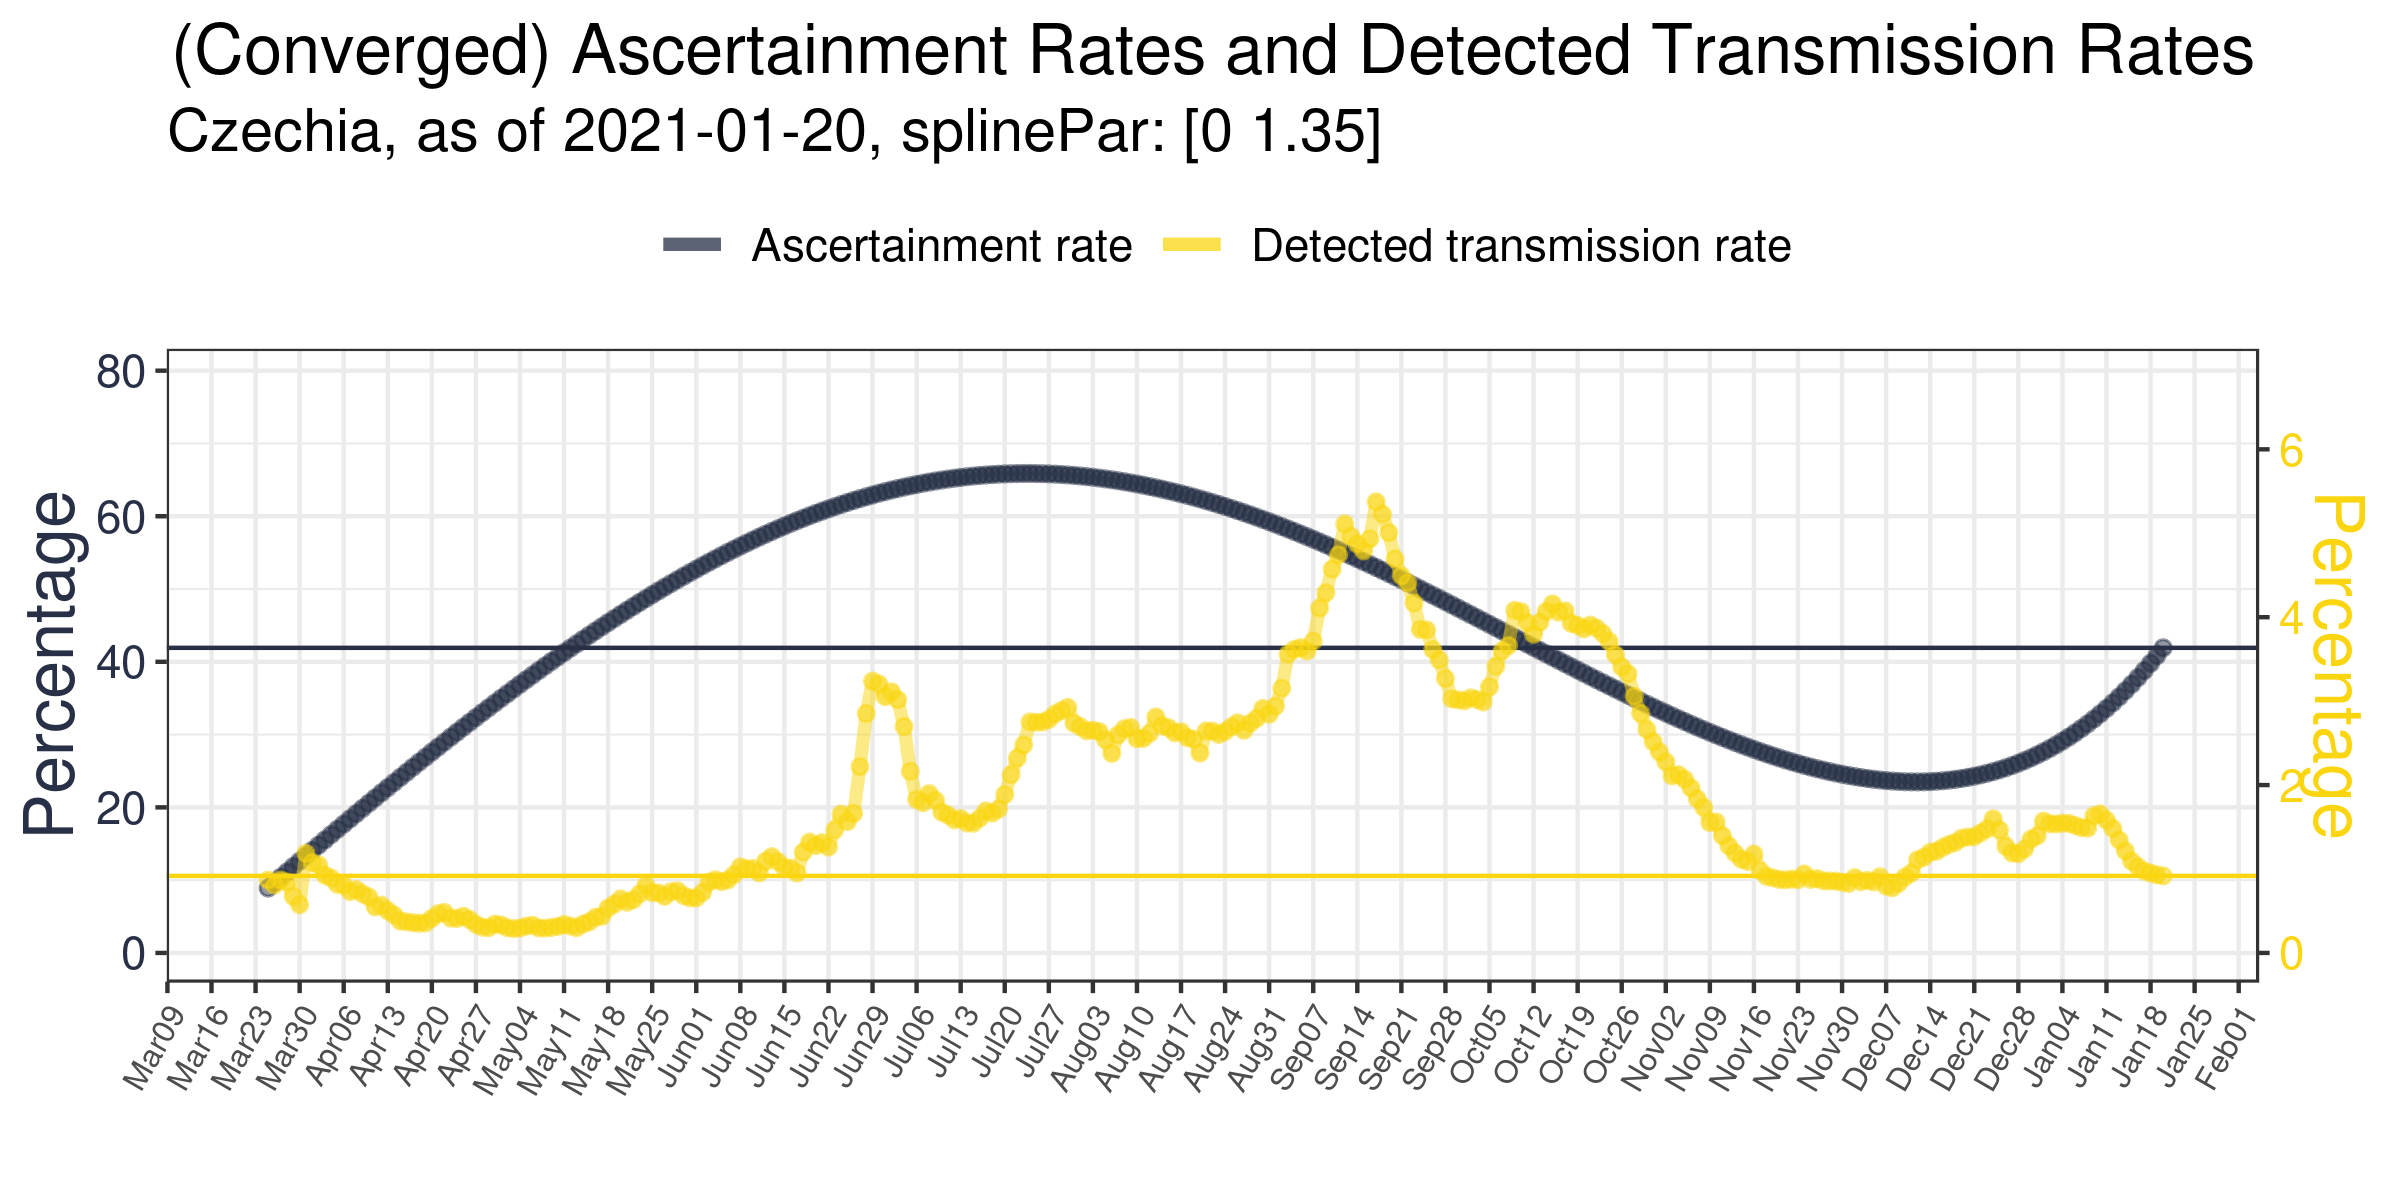 (Converged) Ascertainment Rates and Detected Transmission Rates
Czechia, as of 2021-01-20, splinePar: [0 1.35]
Ascertainment rate Detected transmission rate
Percentage
80
60
40
20
0
6
4
2
0
Percentage
Mar09 Mar16 Mar23 Mar30 Apr06 Apr13 Apr20 Apr27 May04 May11 May18 May25 Jun01 Jun08 Jun15 Jun22 Jun29 Jul06 Jul13 Jul20 Jul27 Aug03 Aug10 Aug17 Aug24 Aug31 Sep07 Sep14 Sep21 Sep28 Oct05 Oct12 Oct19 Oct26 Nov02 Nov09 Nov16 Nov23 Nov30 Dec07 Dec14 Dec21 Dec28 Jan04 Jan11 Jan18 Jan25 Feb01